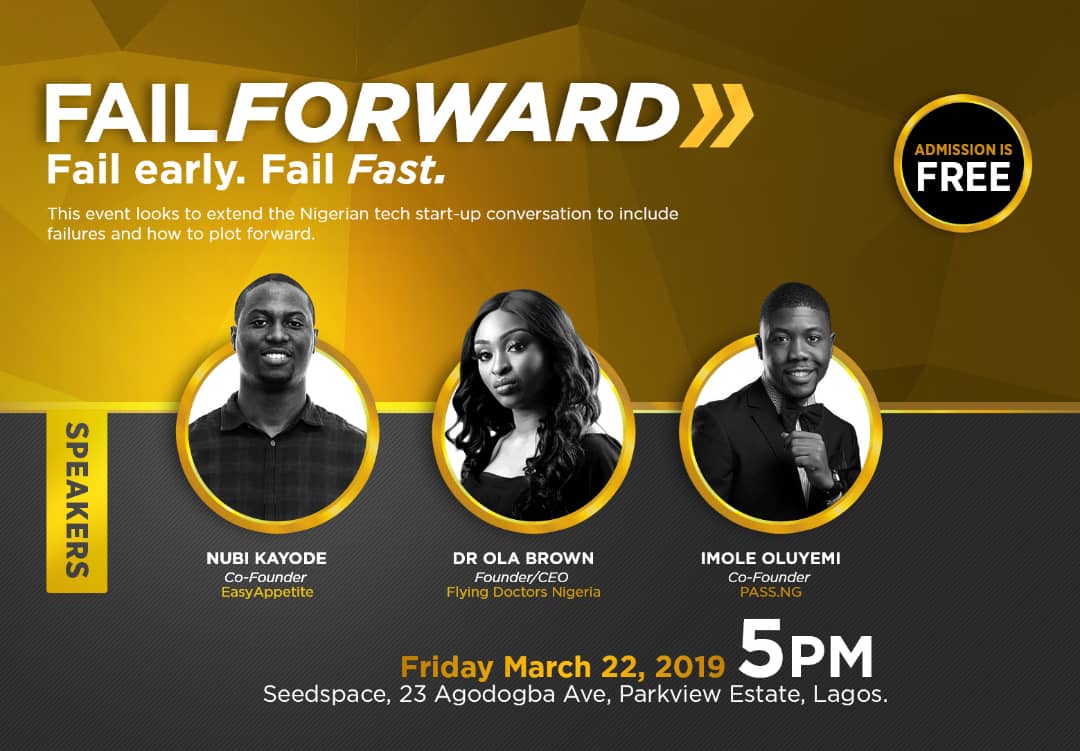 FAILFORWARD
Fail early. Fail Fast.
This event looks to extend the Nigerian tech start-up conversation to include
failures and how to plot forward.
ADMISSION IS
FREE
SPEAKERS
NUBI KAYODE
Co-Founder
EasyAppetite
DR OLA BROWN
Founder/CEO
Flying Doctors Nigeria
IMOLE OLUYEMI
Co-Founder
PASS.NG
Friday March 22, 2019 5PM
Seedspace, 23 Agodogba Ave, Parkview Estate, Lagos.